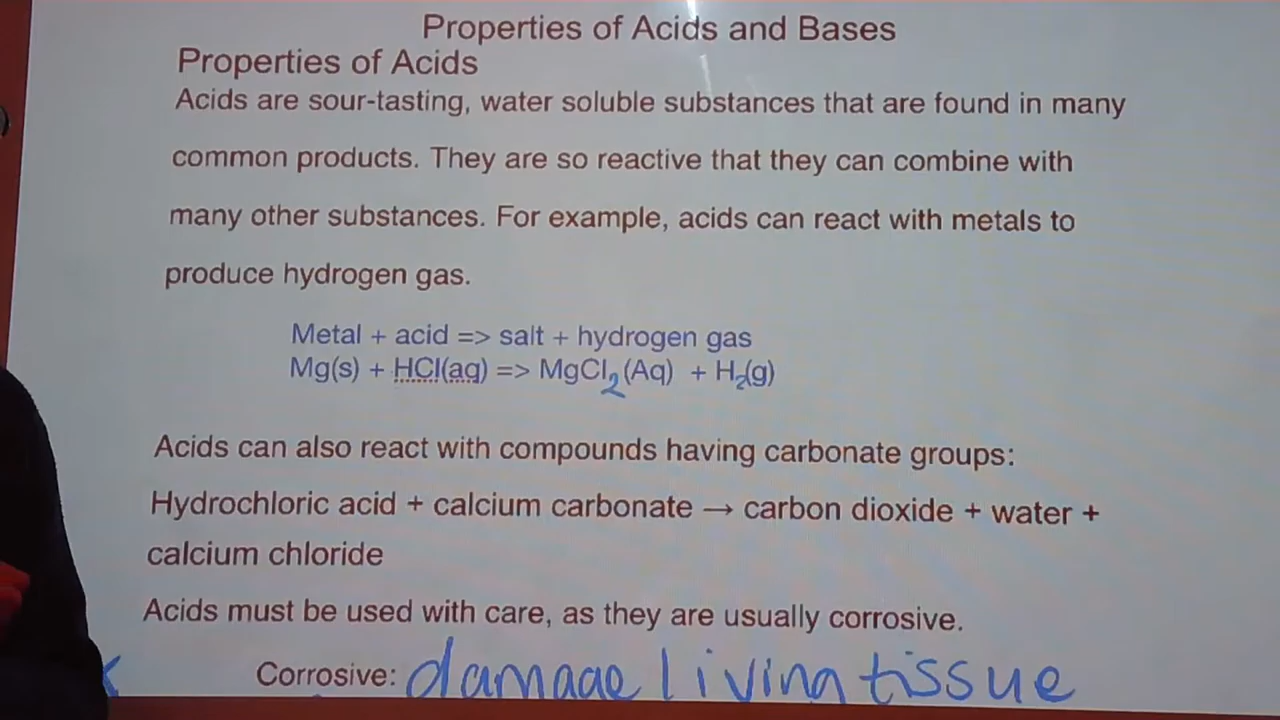 Properties of Acids and Bases
Properties of Acids
Acids are sour-tasting, water soluble substances that are found in many
common products. They are so reactive that they can combine with
many other substances. For example, acids can react with metals to
produce hydrogen gas.
Metal + acid => salt + hydrogen gas
Mg(s) + HCl(aq) => MgCl₂(Aq) + H₂(g)
Acids can also react with compounds having carbonate groups:
Hydrochloric acid + calcium carbonate → carbon dioxide + water +
calcium chloride
Acids must be used with care, as they are usually corrosive.
Corrosive: damage living tissue